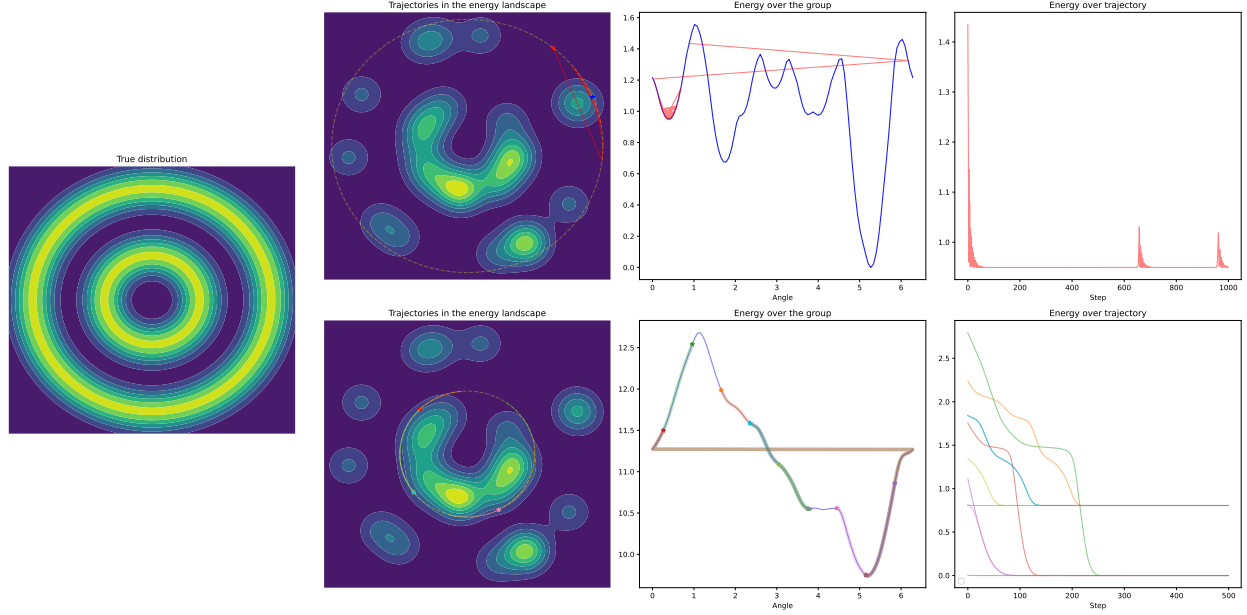 True distribution
Trajectories in the energy landscape
Energy over the group
1.6
1.4
1.2
1.0
0.8
0.6
0.4
0.2
0.0
0 1 2 3 4 5 6
Angle
Energy over trajectory
1.4
1.3
1.2
1.1
1.0
0 200 400 600 800 1000
Step
Trajectories in the energy landscape
Energy over the group
12.5
12.0
11.5
11.0
10.5
10.0
0 1 2 3 4 5 6
Angle
Energy over trajectory
2.5
2.0
1.5
1.0
0.5
0.0
0 100 200 300 400 500
Step